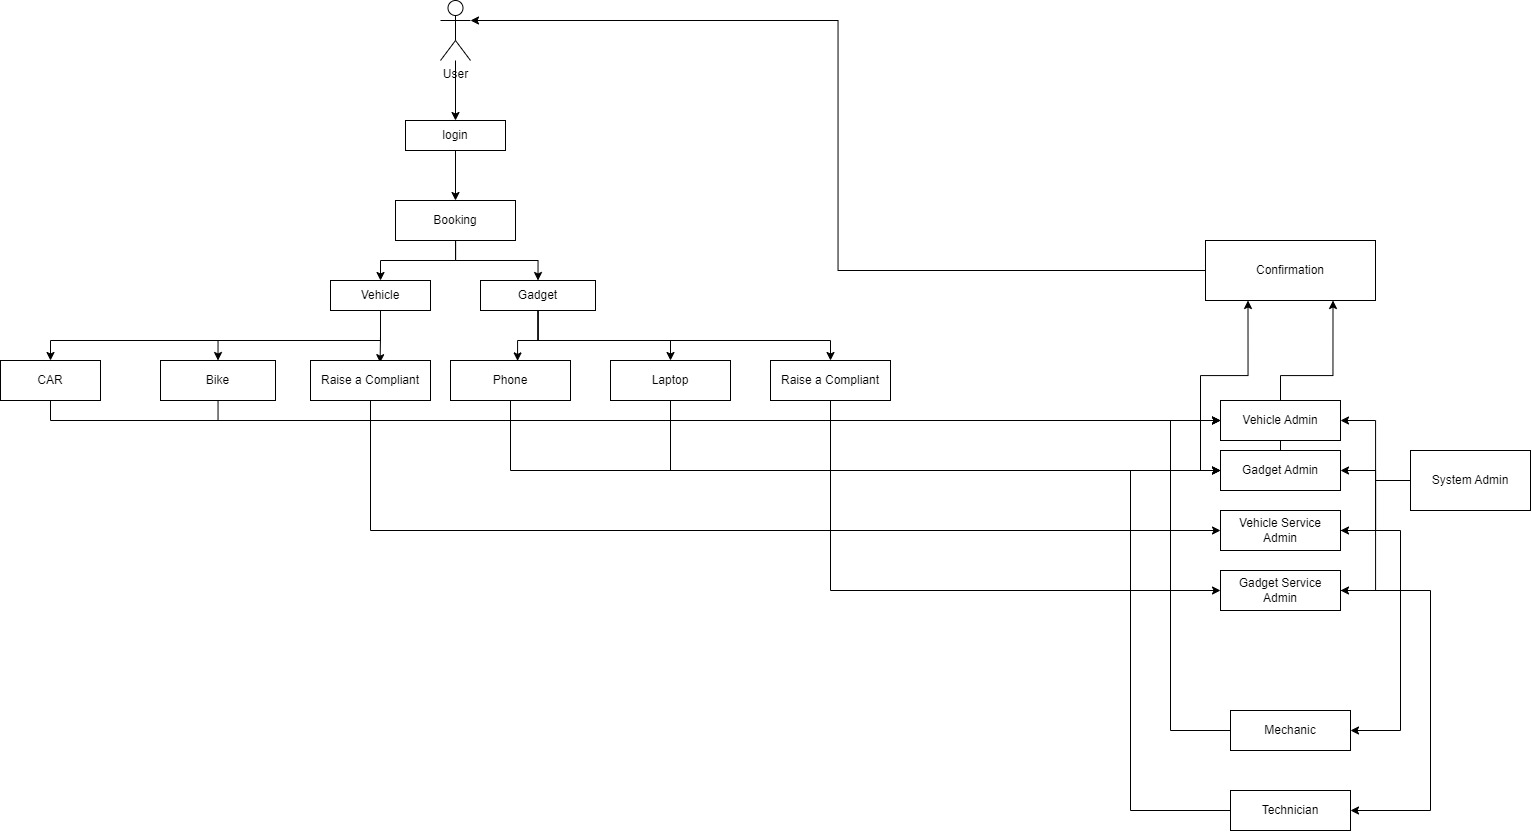 User
login
Booking
Confirmation
Vehicle
Gadget
CAR
Bike
Raise a Compliant
Phone
Laptop
Raise a Compliant
Vehicle Admin
Gadget Admin
System Admin
Vehicle Service
Admin
Gadget Service
Admin
Mechanic
Technician